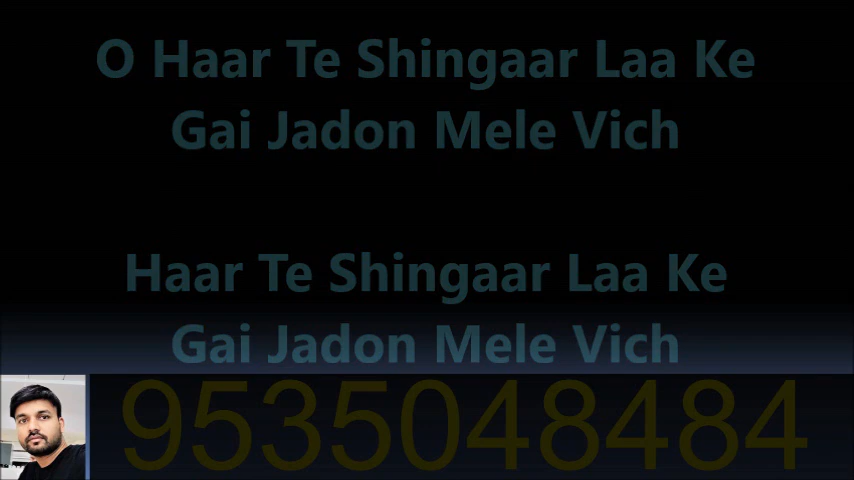 O Haar Te Shingaar Laa Ke
Gai Jadon Mele Vich
Haar Te Shingaar Laa Ke
Gai Jadon Mele Vich
9535048484